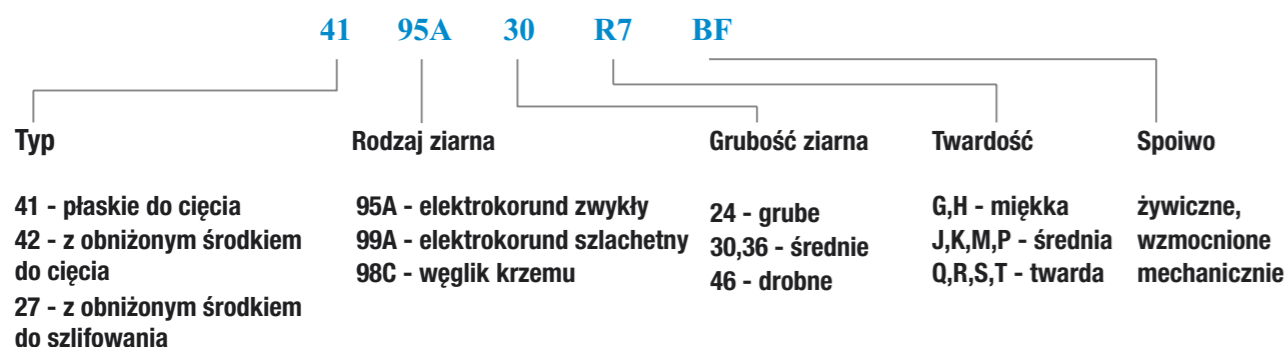 41 95A 30 R7 BF
Typ
Rodzaj ziarna
Grubość ziarna
Twardość
Spoiwo
41 - płaskie do cięcia
42 - z obniżonym środkiem
do cięcia
27 - z obniżonym środkiem
do szlifowania
95A - elektrokorund zwykły
99A - elektrokorund szlachetny
98C - węglik krzemu
24 - grube
30,36 - średnie
46 - drobne
G,H - miękka
J,K,M,P - średnia
Q,R,S,T - twarda
żywiczne,
wzmocnione
mechanicznie